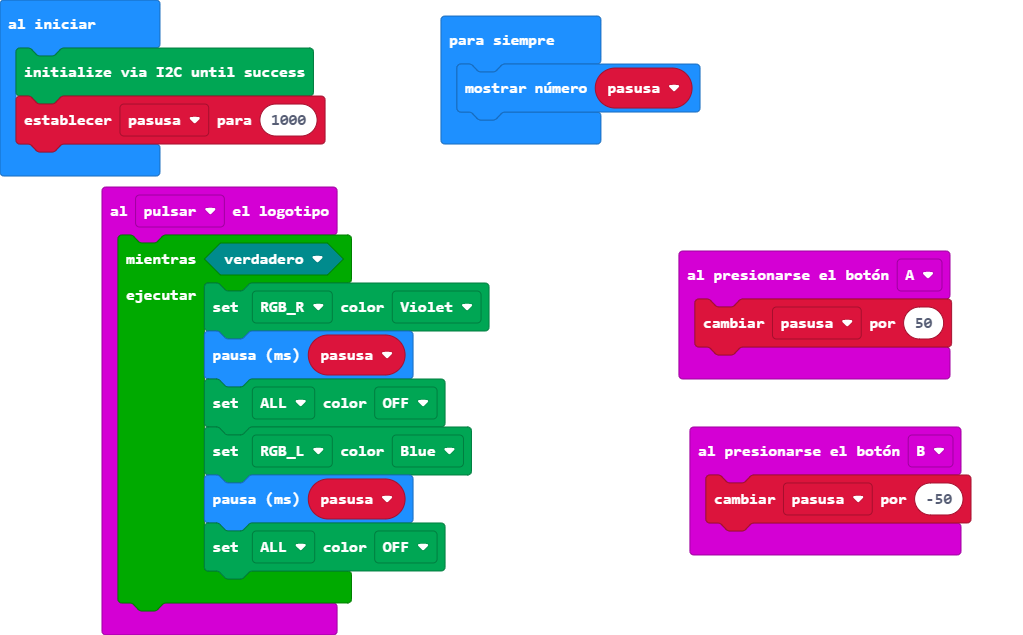 al iniciar
initialize via I2C until success
establecer pasusa para 1000
para siempre
mostrar número pasusa
al pulsar el logotipo
mientras verdadero
ejecutar
set RGB_R color Violet
pausa (ms) pasusa
set ALL color OFF
set RGB_L color Blue
pausa (ms) pasusa
set ALL color OFF
al presionarse el botón A
cambiar pasusa por 50
al presionarse el botón B
cambiar pasusa por -50